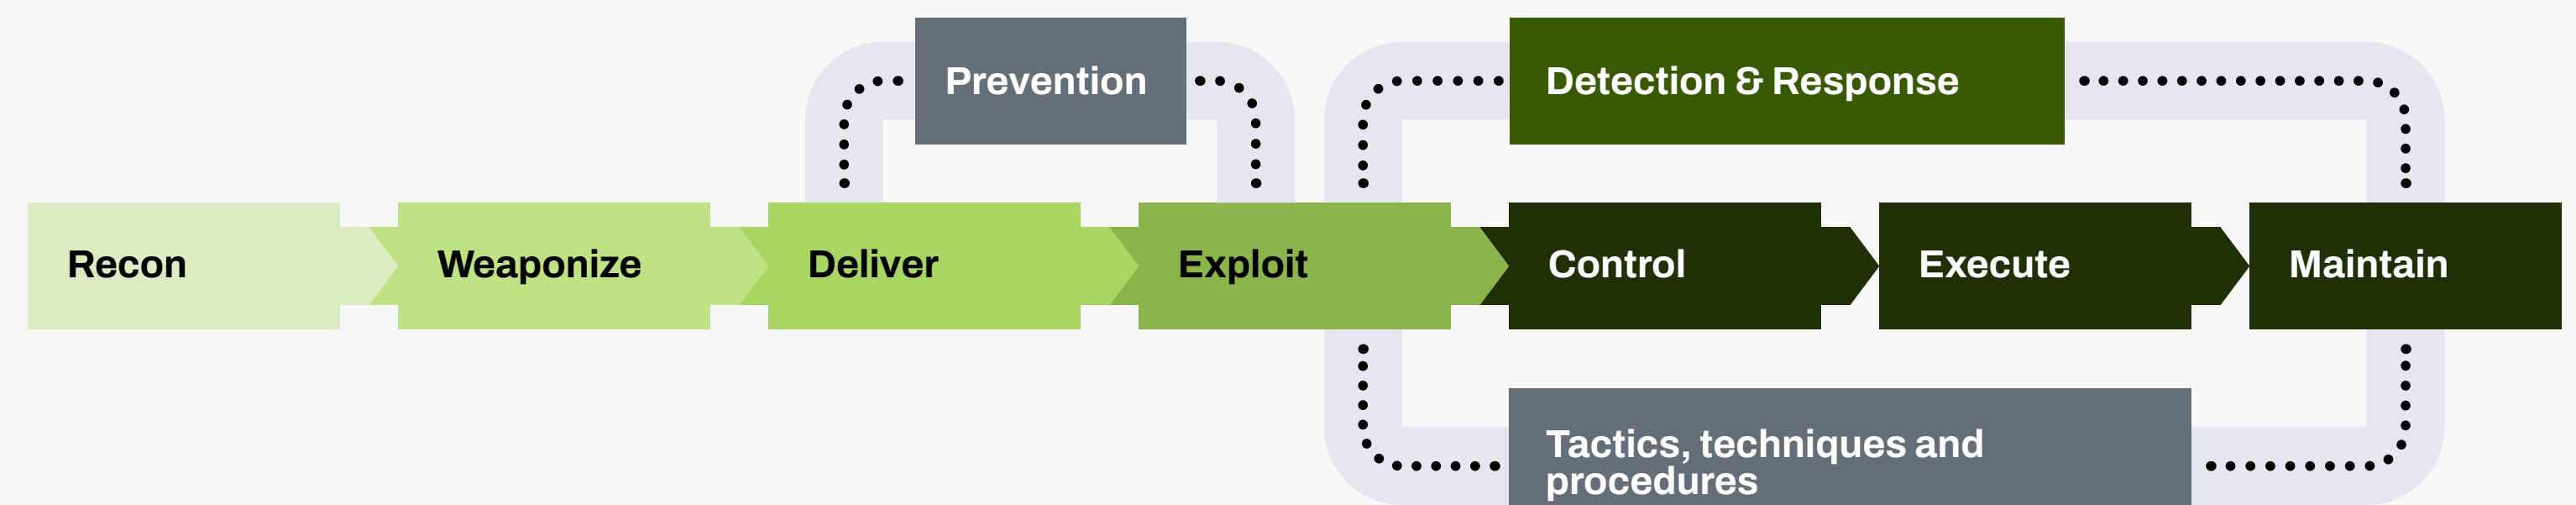 Prevention
Detection & Response
Recon
Weaponize
Deliver
Exploit
Control
Execute
Maintain
Tactics, techniques and
procedures